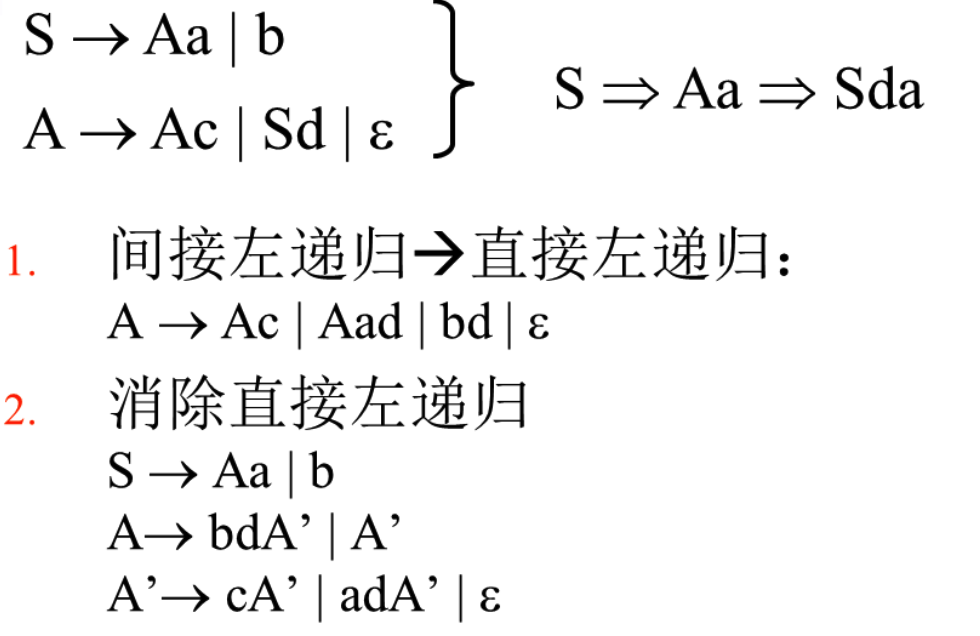 S → Aa | b
A → Ac | Sd | ε
S ⇒ Aa ⇒ Sda
1. 间接左递归→直接左递归：
A → Ac | Aad | bd | ε
2. 消除直接左递归
S → Aa | b
A→ bdA’ | A’
A’→ cA’ | adA’ | ε